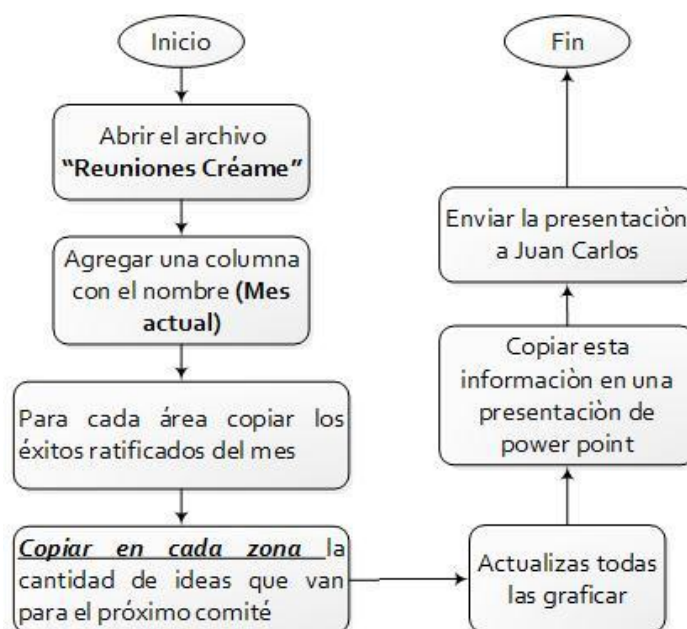 Inicio
Abrir el archivo
“Reuniones Créame”
Agregar una columna
con el nombre (Mes
actual)
Para cada área copiar los
éxitos ratificados del mes
Copiar en cada zona la
cantidad de ideas que van
para el próximo comité
Actualizas todas
las graficar
Copiar esta
informaciòn en una
presentaciòn de
power point
Enviar la presentaciòn
a Juan Carlos
Fin